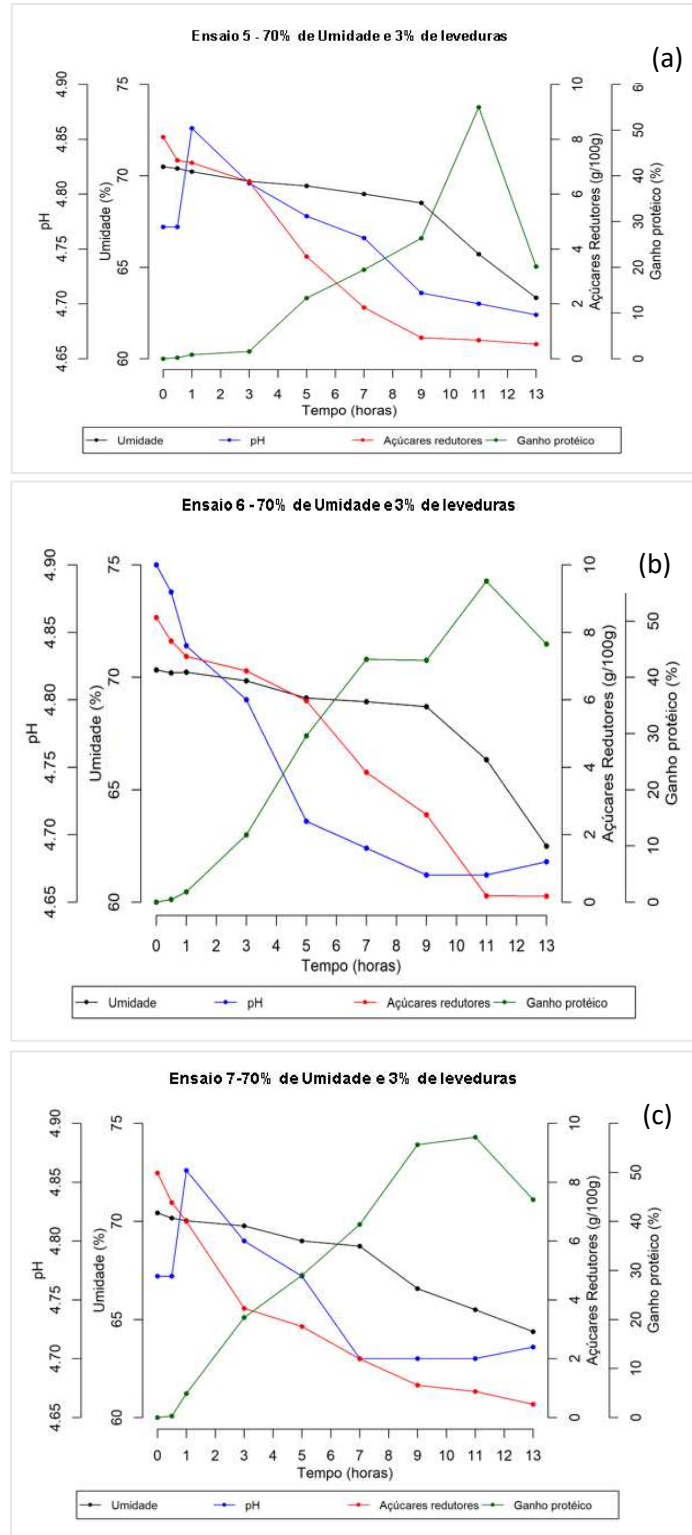 Ensaio 5 - 70% de Umidade e 3% de leveduras
(a)
pH
4.65 4.70 4.75 4.80 4.85 4.90
Umidade (%)
60 65 70 75
Açúcares Redutores (g/100g)
0 2 4 6 8 10
Ganho protéico (%)
0 10 20 30 40 50 6
0 1 2 3 4 5 6 7 8 9 10 11 12 13
Tempo (horas)
Umidade pH Açúcares redutores Ganho protéico
Ensaio 6 - 70% de Umidade e 3% de leveduras
(b)
pH
4.65 4.70 4.75 4.80 4.85 4.90
Umidade (%)
60 65 70 75
Açúcares Redutores (g/100g)
0 2 4 6 8 10
Ganho protéico (%)
0 10 20 30 40 50
0 1 2 3 4 5 6 7 8 9 10 11 12 13
Tempo (horas)
Umidade pH Açúcares redutores Ganho protéico
Ensaio 7-70% de Umidade e 3% de leveduras
(c)
pH
4.65 4.70 4.75 4.80 4.85 4.90
Umidade (%)
60 65 70 75
Açúcares Redutores (g/100g)
0 2 4 6 8 10
Ganho protéico (%)
0 10 20 30 40 50
0 1 2 3 4 5 6 7 8 9 10 11 12 13
Tempo (horas)
Umidade pH Açúcares redutores Ganho protéico